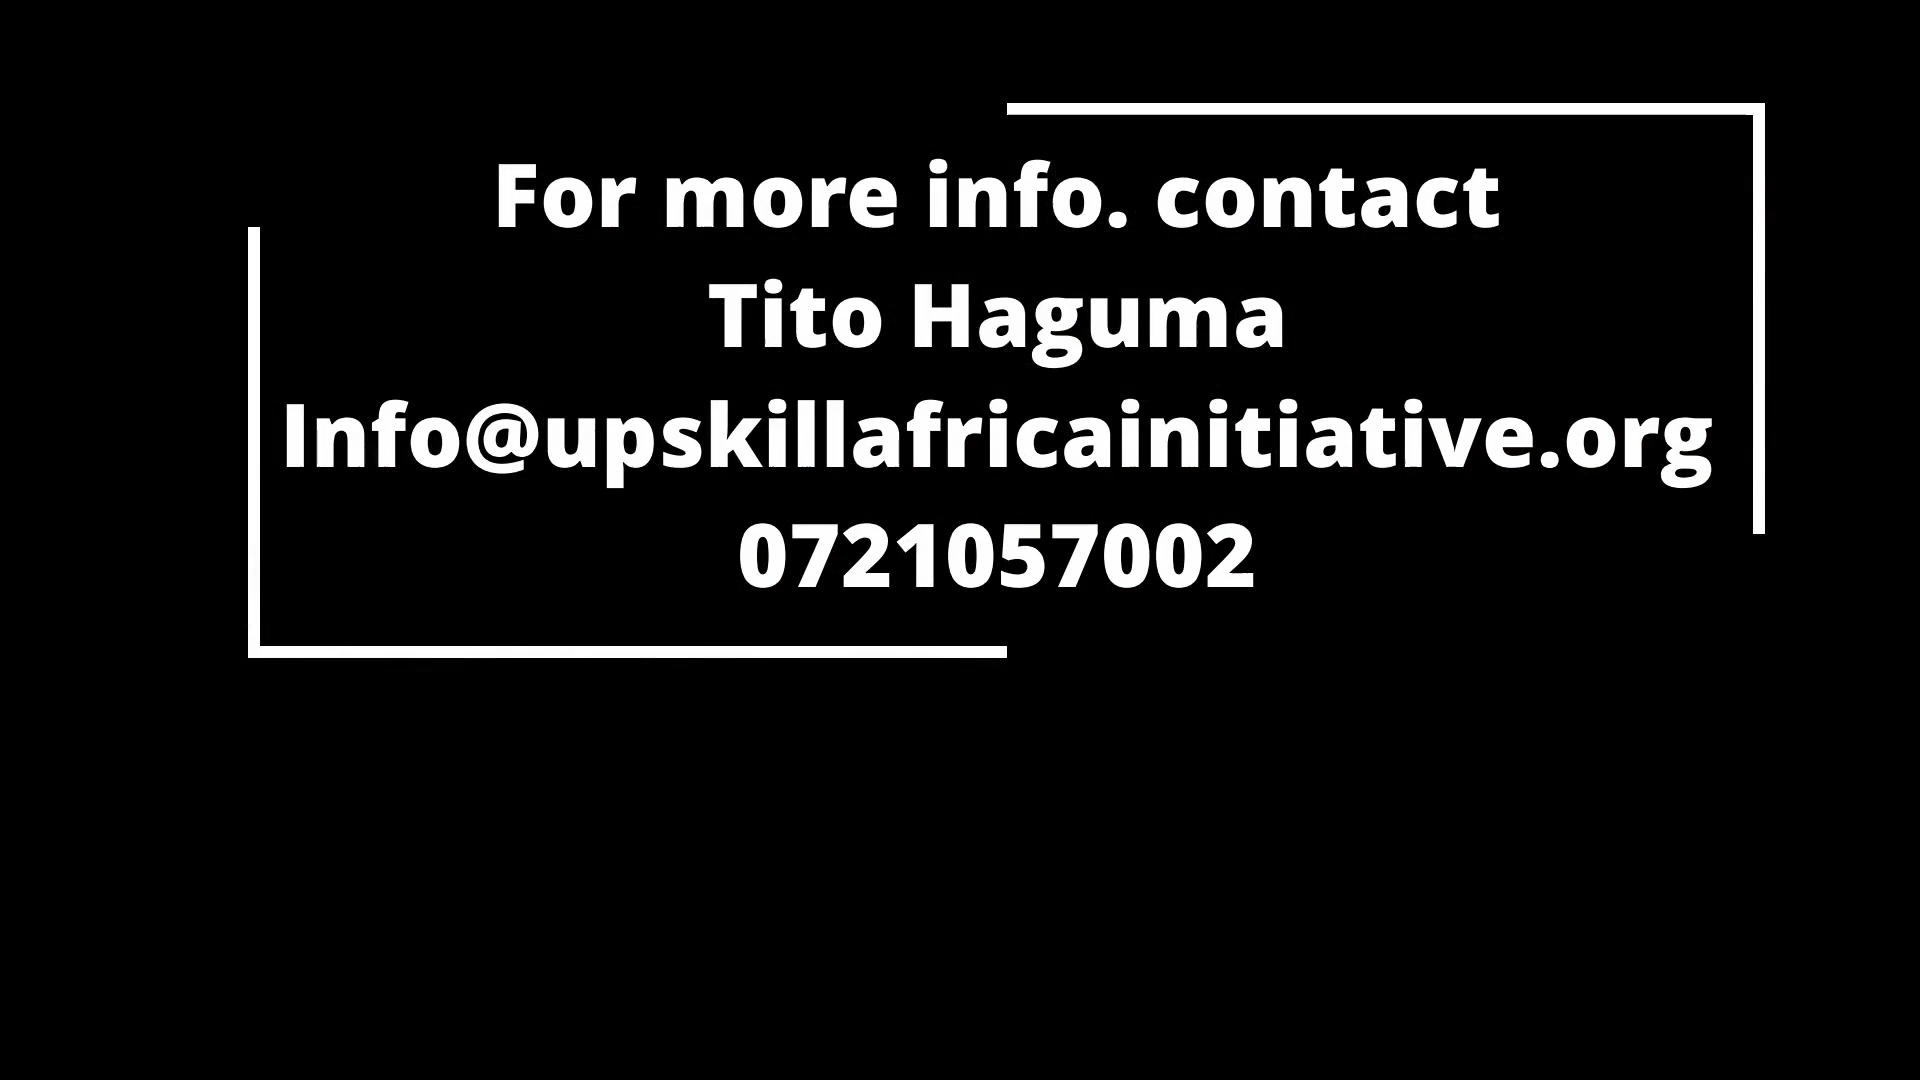 For more info. contact
Tito Haguma
Info@upskillafricainitiative.org
0721057002